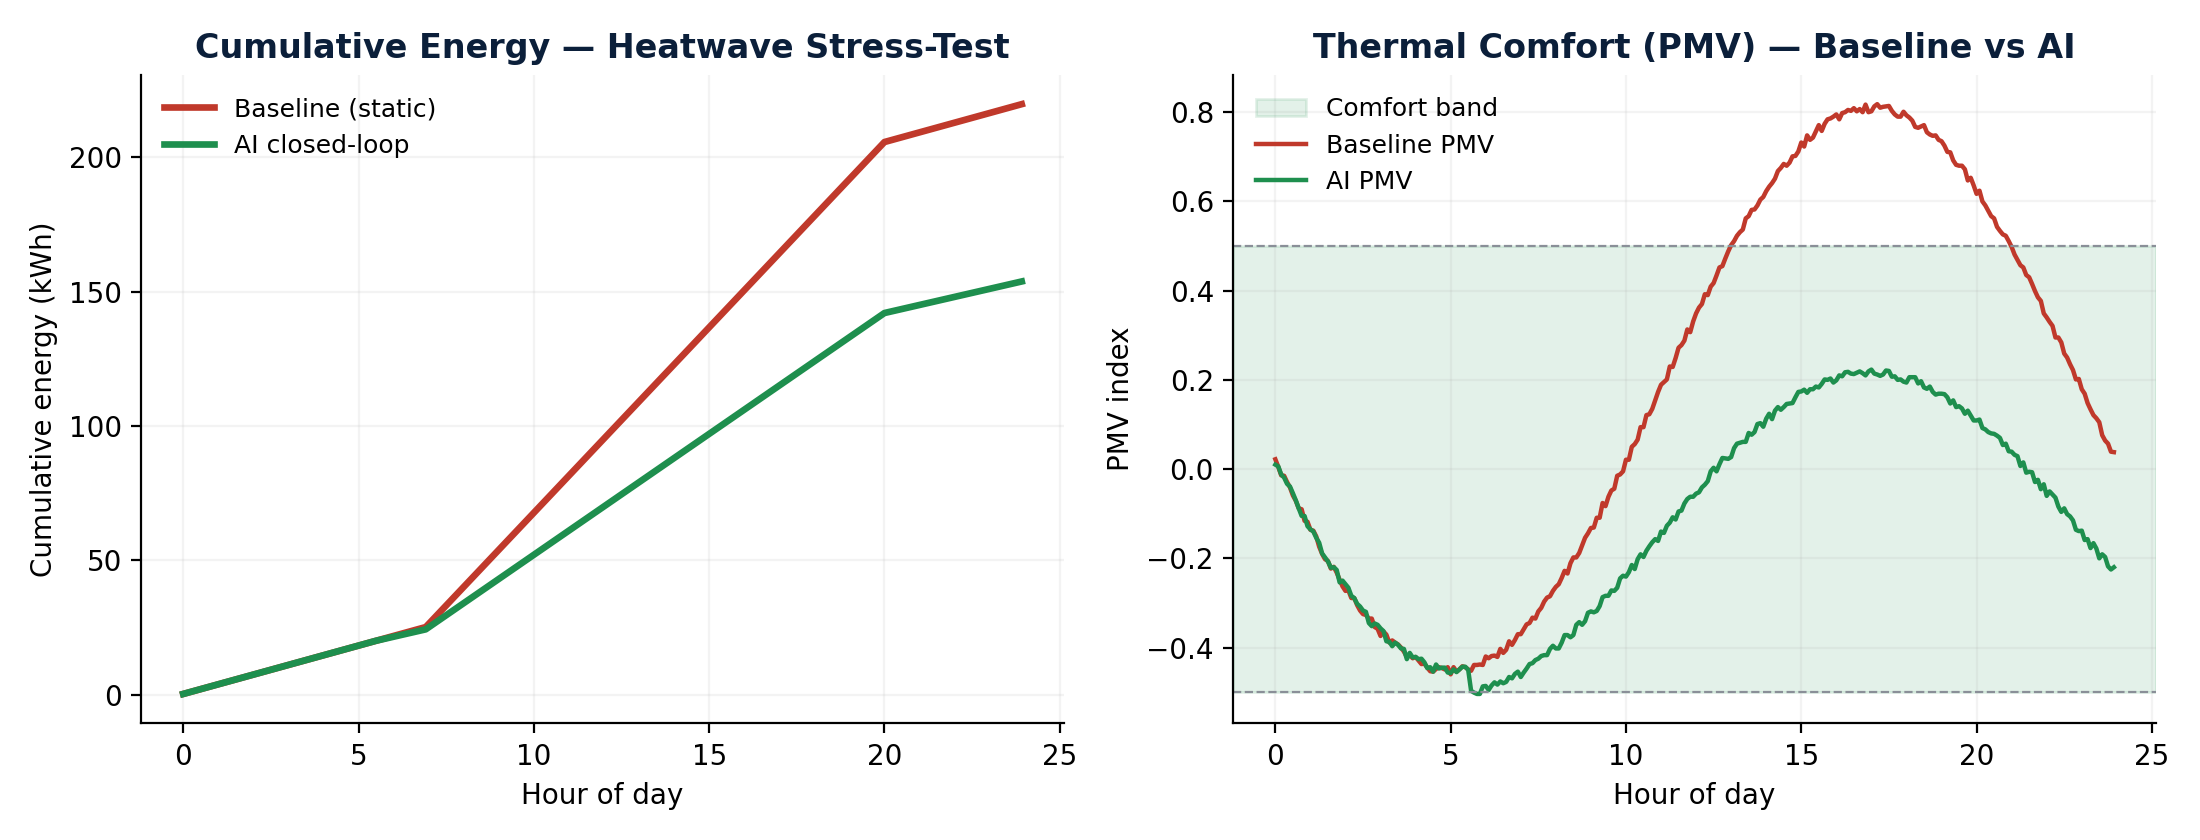 Cumulative Energy — Heatwave Stress-Test
Baseline (static)
AI closed-loop
Cumulative energy (kWh)
200
150
100
50
0
0 5 10 15 20 25
Hour of day
Thermal Comfort (PMV) — Baseline vs AI
Comfort band
Baseline PMV
AI PMV
PMV index
0.8
0.6
0.4
0.2
0.0
−0.2
−0.4
0 5 10 15 20 25
Hour of day